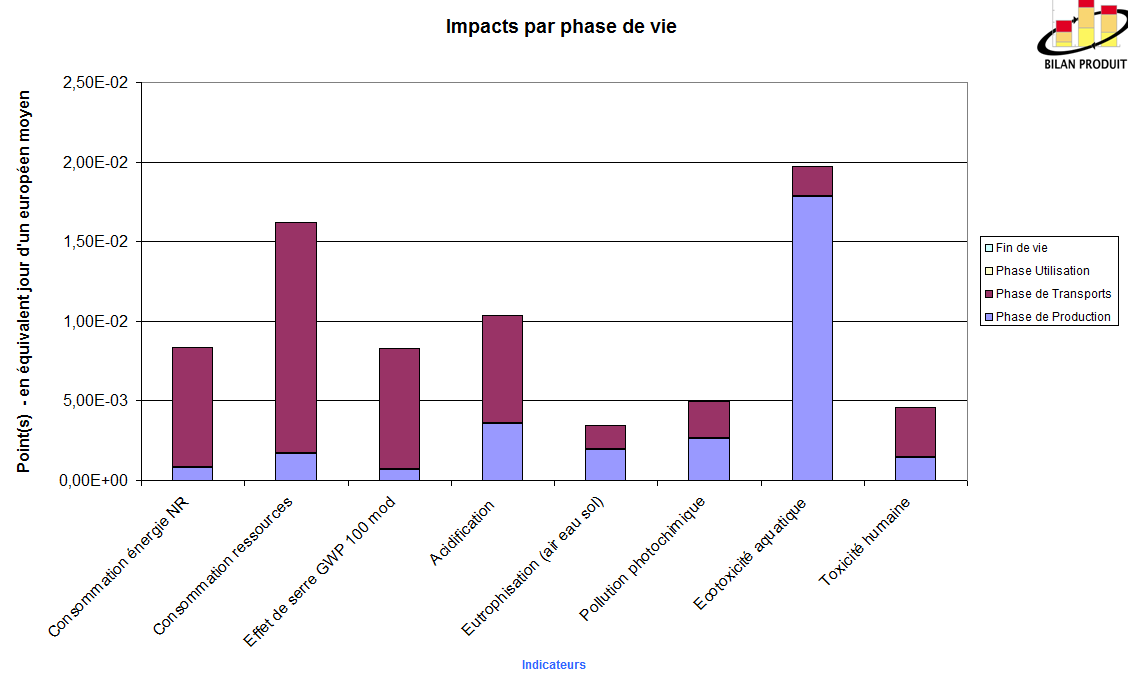 Impacts par phase de vie
BILAN PRODUIT
Point(s) - en équivalent jour d'un européen moyen
2,50E-02
2,00E-02
1,50E-02
1,00E-02
5,00E-03
0,00E+00
Fin de vie
Phase Utilisation
Phase de Transports
Phase de Production
Consommation énergie NR
Consommation ressources
Effet de serre GWP 100 mod
Acidification
Eutrophisation (air eau sol)
Pollution photochimique
Ecotoxicité aquatique
Toxicité humaine
Indicateurs